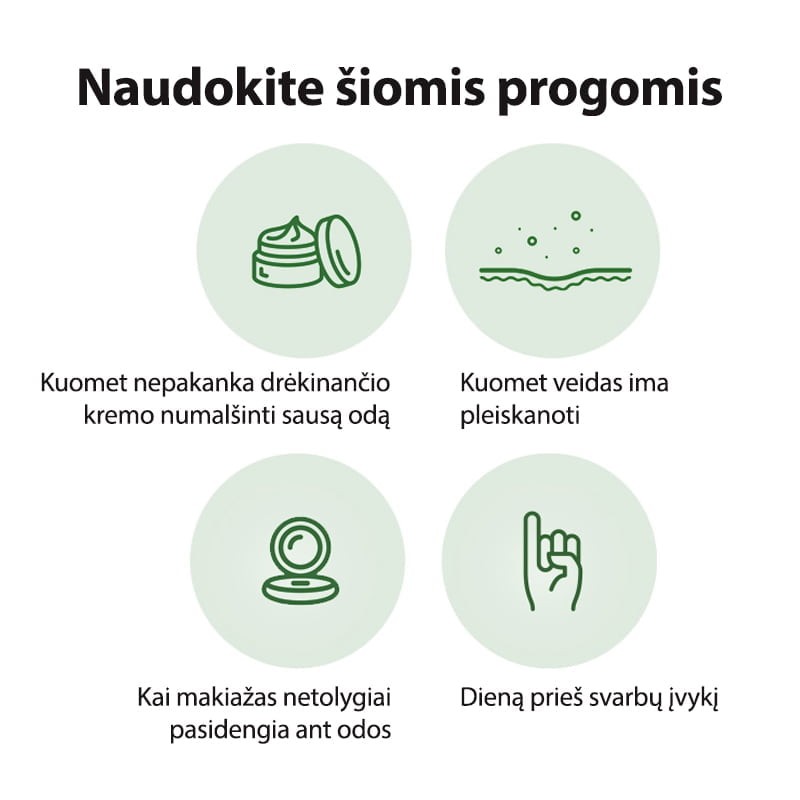 Naudokite šiomis progomis
Kuomet nepakanka drėkinančio
kremo numalšinti sausą odą
Kuomet veidas ima
pleiskanoti
Kai makiažas netolygiai
pasidengia ant odos
Dieną prieš svarbų įvykį